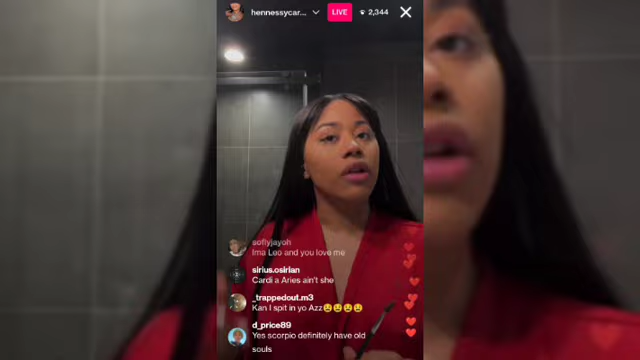 hennessycar...
LIVE
2,344
soflyjayoh
Ima Leo and you love me
sirius.osirian
Cardi a Aries ain't she
_trappedout.m3
Kan I spit in yo Azz😫😫😫😫
d_price89
Yes scorpio definitely have old
souls